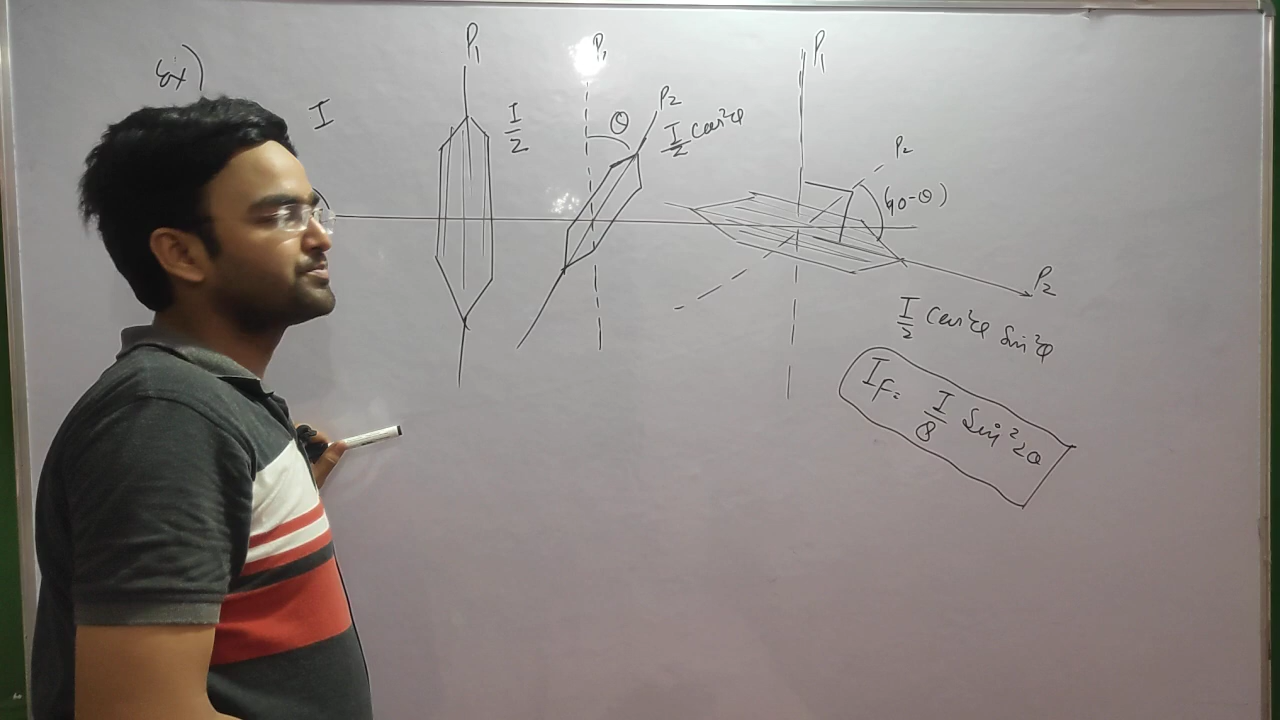 Ex)
I
P1
I/2
P1
θ
P2
I/2 Cos²θ
P1
P2
(90-θ)
P2
I/2 Cos²θ Sin²θ
IF = I/8 Sin²2θ